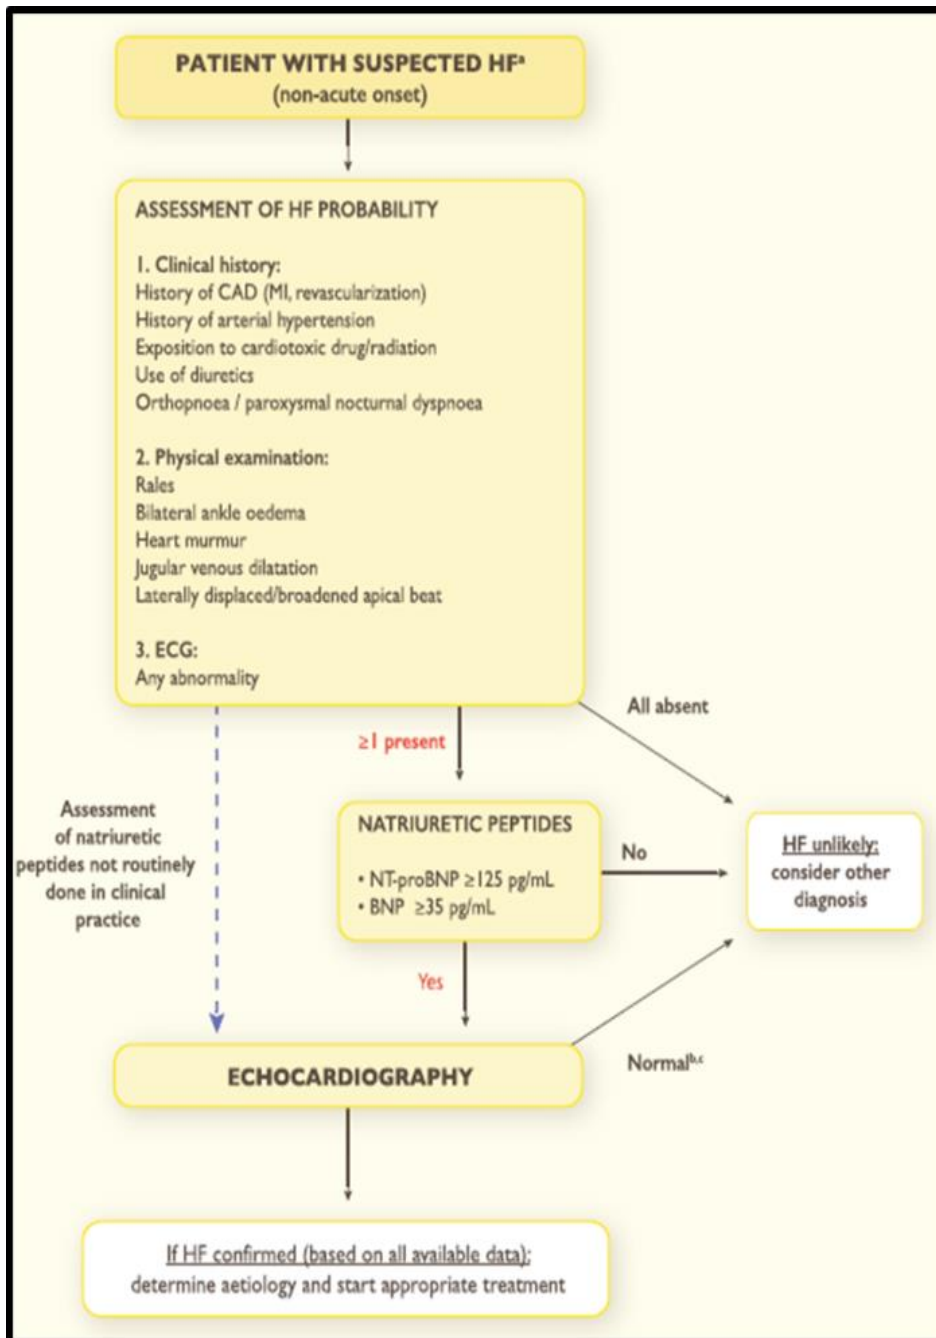 PATIENT WITH SUSPECTED HFᵃ
(non-acute onset)
ASSESSMENT OF HF PROBABILITY
1. Clinical history:
History of CAD (MI, revascularization)
History of arterial hypertension
Exposition to cardiotoxic drug/radiation
Use of diuretics
Orthopnoea / paroxysmal nocturnal dyspnoea
2. Physical examination:
Rales
Bilateral ankle oedema
Heart murmur
Jugular venous dilatation
Laterally displaced/broadened apical beat
3. ECG:
Any abnormality
All absent
≥1 present
Assessment
of natriuretic
peptides not routinely
done in clinical
practice
NATRIURETIC PEPTIDES
• NT-proBNP ≥125 pg/mL
• BNP ≥35 pg/mL
No
HF unlikely:
consider other
diagnosis
Yes
Normalᵇ,ᶜ
ECHOCARDIOGRAPHY
If HF confirmed (based on all available data):
determine aetiology and start appropriate treatment